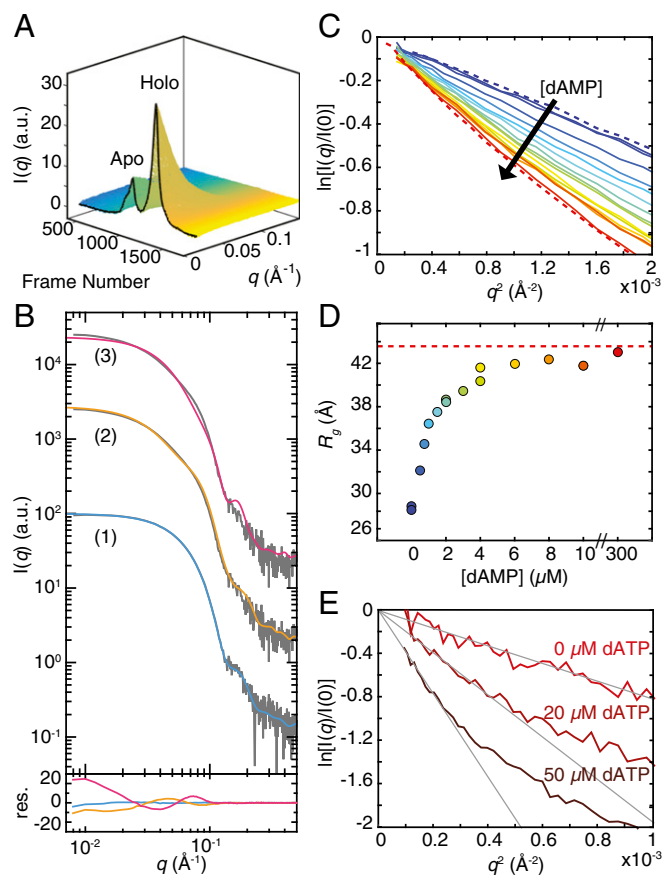 A
I(q) (a.u.)
30
20
10
0
Holo
Apo
500
1000
1500
Frame Number
0
0.05
0.1
q (Å⁻¹)
B
I(q) (a.u.)
10⁴
10³
10²
10¹
10⁰
10⁻¹
(3)
(2)
(1)
res.
20
0
-20
10⁻²
10⁻¹
q (Å⁻¹)
C
ln[I(q)/I(0)]
0
-0.2
-0.4
-0.6
-0.8
-1
[dAMP]
0 0.4 0.8 1.2 1.6 2
x10⁻³
q² (Å⁻²)
D
Rg (Å)
42
38
34
30
28
26
0 2 4 6 8 10 300
[dAMP] (µM)
E
ln[I(q)/I(0)]
0
-0.4
-0.8
-1.2
-1.6
-2
0 µM dATP
20 µM dATP
50 µM dATP
0 0.2 0.4 0.6 0.8 1
x10⁻³
q² (Å⁻²)